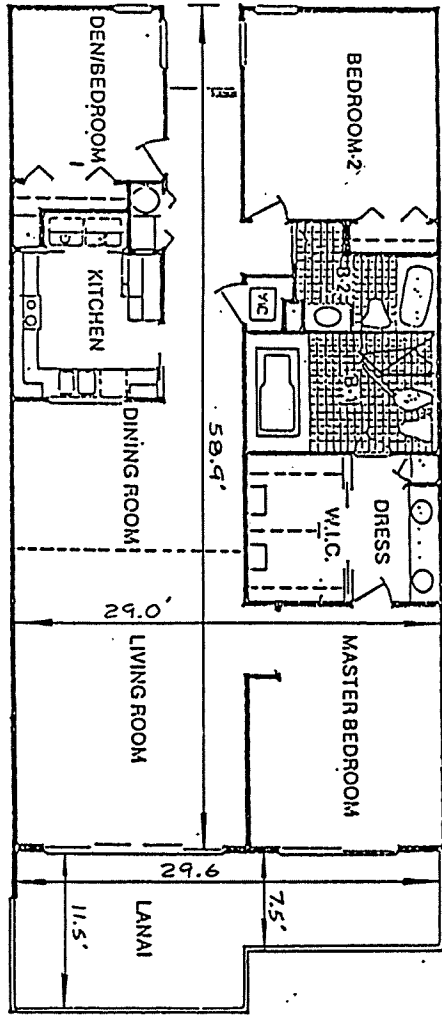 DEN/BEDROOM
BEDROOM-2
KITCHEN
B-2
A/C
B-1
DINING ROOM
58.9'
W.I.C.
DRESS
29.0'
LIVING ROOM
MASTER BEDROOM
29.6
LANAI
11.5'
7.5'